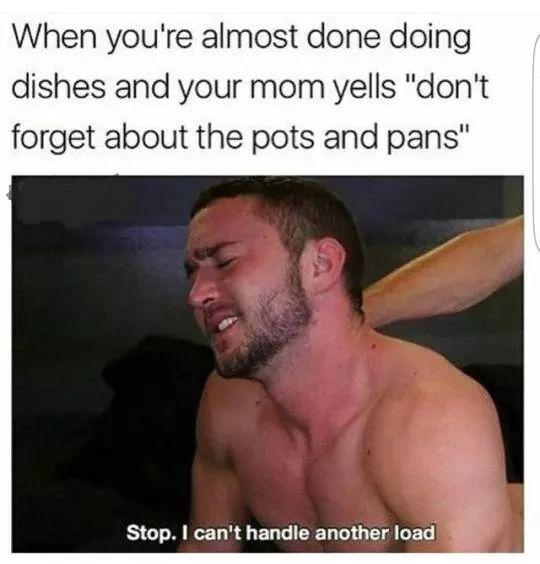 When you're almost done doing
dishes and your mom yells "don't
forget about the pots and pans"
Stop. I can't handle another load